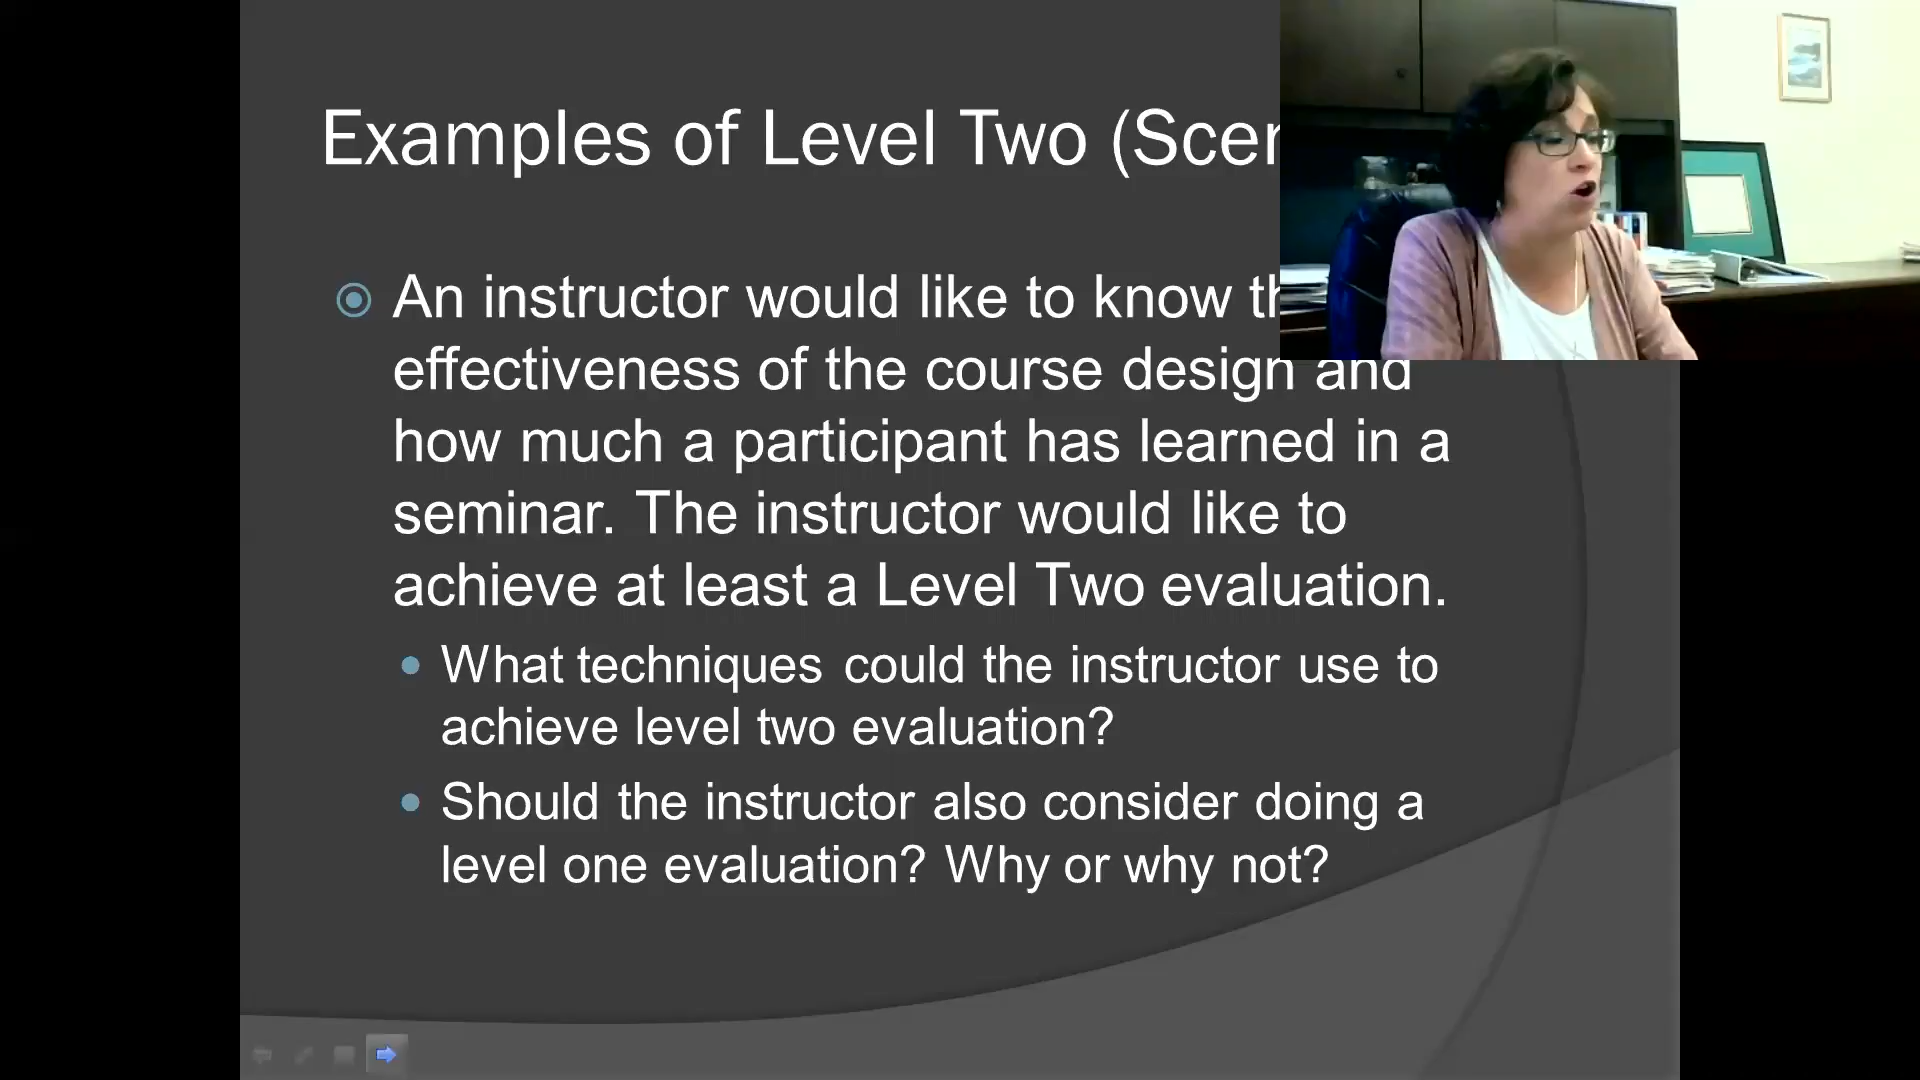 Examples of Level Two
An instructor would like to know
effectiveness of the course design and
how much a participant has learned in a
seminar. The instructor would like to
achieve at least a Level Two evaluation.
What techniques could the instructor use to
achieve level two evaluation?
Should the instructor also consider doing a
level one evaluation? Why or why not?